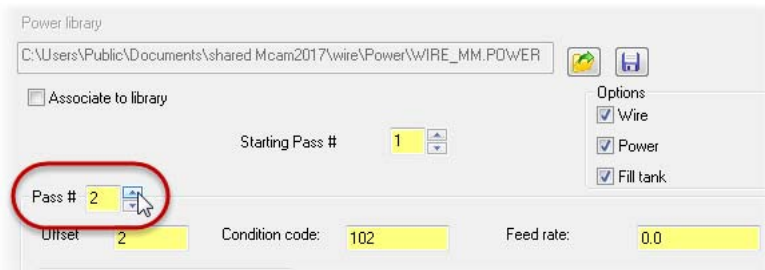 Power library
C:\Users\Public\Documents\shared Mcam2017\wire\Power\WIRE_MM.POWER
Associate to library
Options
Wire
Starting Pass # 1
Power
Fill tank
Pass # 2
Offset 2 Condition code: 102 Feed rate: 0.0